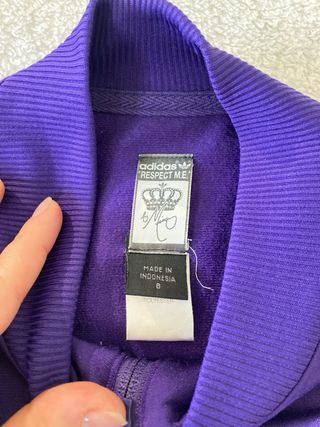 adidas
"RESPECT M.E."
MADE IN
INDONESIA
8